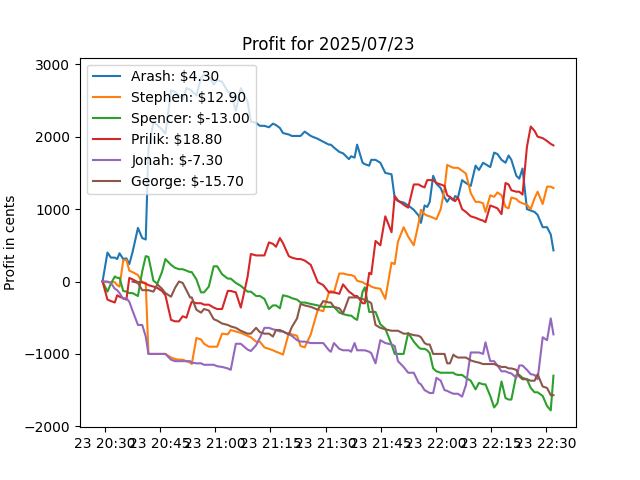 Profit for 2025/07/23
Profit in cents
3000
2000
1000
0
−1000
−2000
Arash: $4.30
Stephen: $12.90
Spencer: $-13.00
Prilik: $18.80
Jonah: $-7.30
George: $-15.70
23 20:30 23 20:45 23 21:00 23 21:15 23 21:30 23 21:45 23 22:00 23 22:15 23 22:30